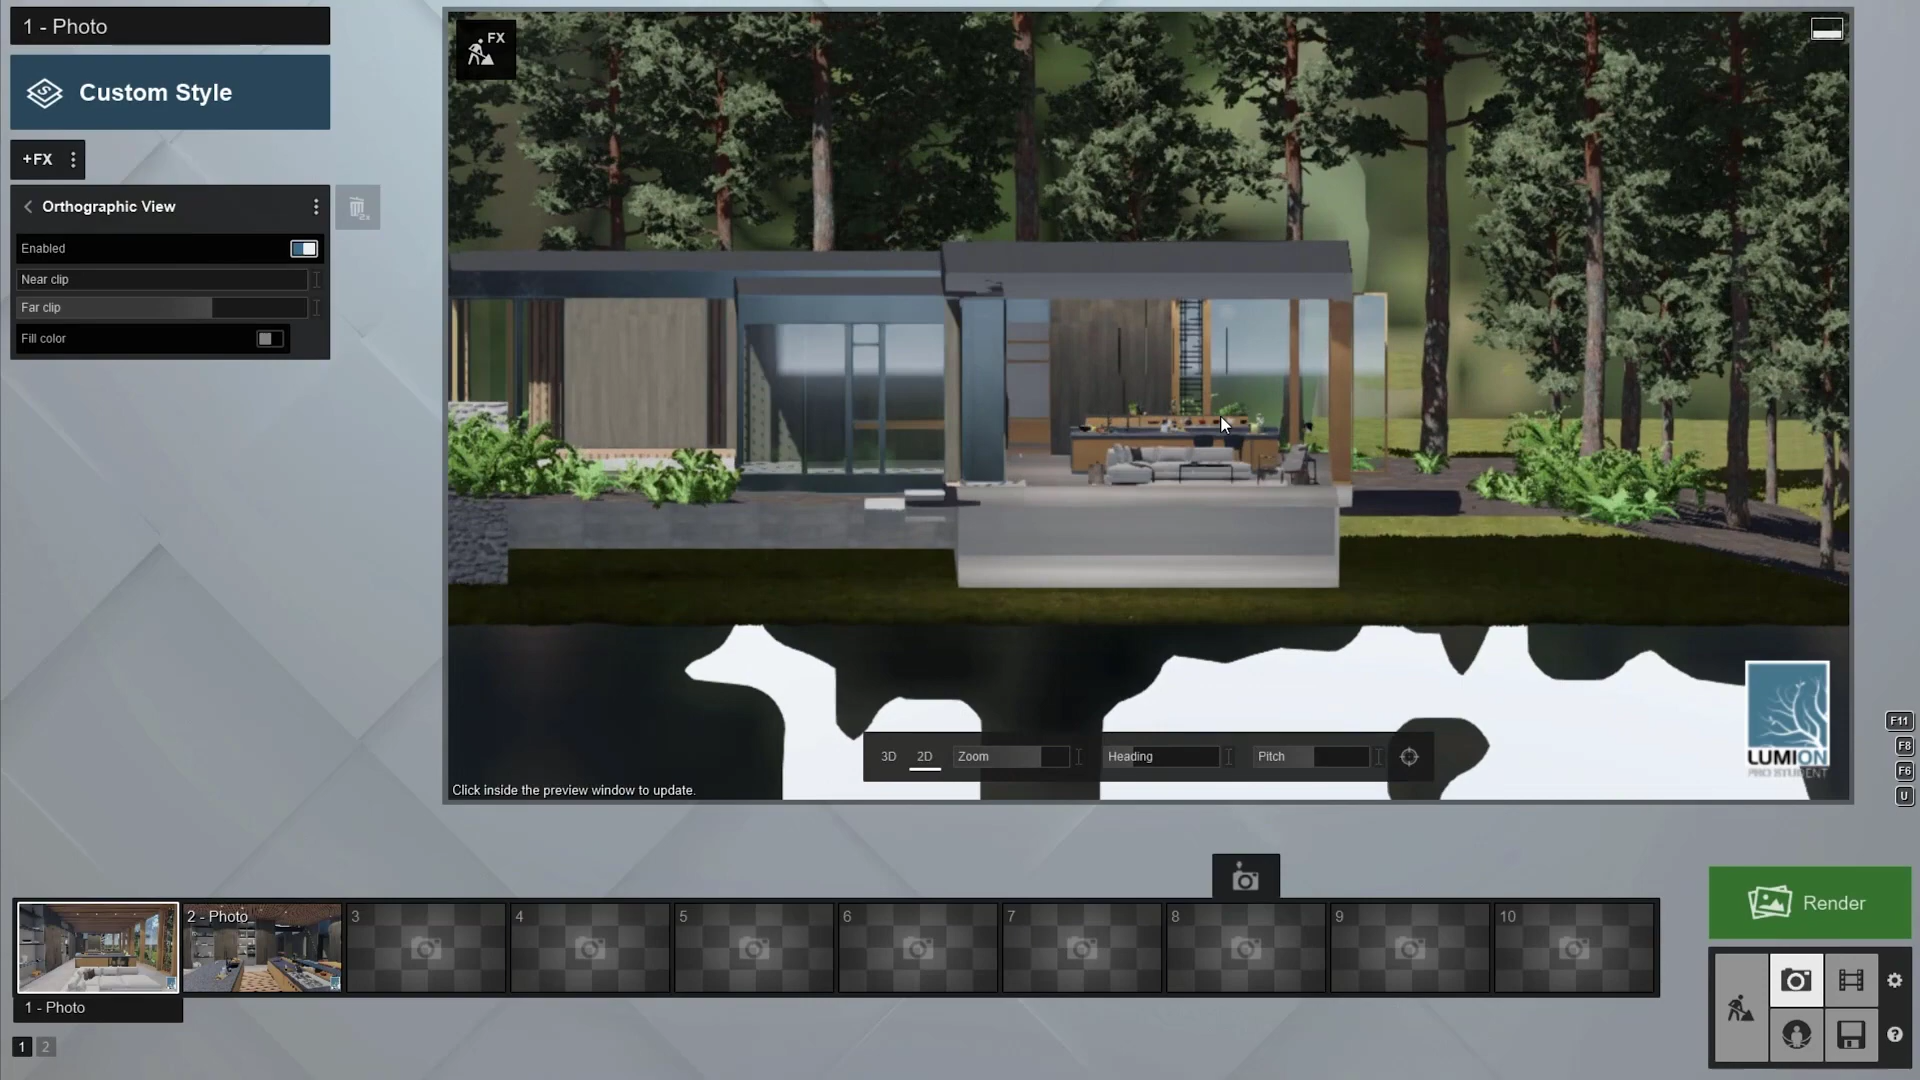 1 - Photo
Custom Style
+FX
Orthographic View
Enabled
Near clip
Far clip
Fill color
FX
LUMION
PRO STUDENT
3D 2D Zoom Heading Pitch
Click inside the preview window to update.
F11
F8
F6
U
2 - Photo 3 4 5 6 7 8 9 10
1 - Photo
1 2
Render
?